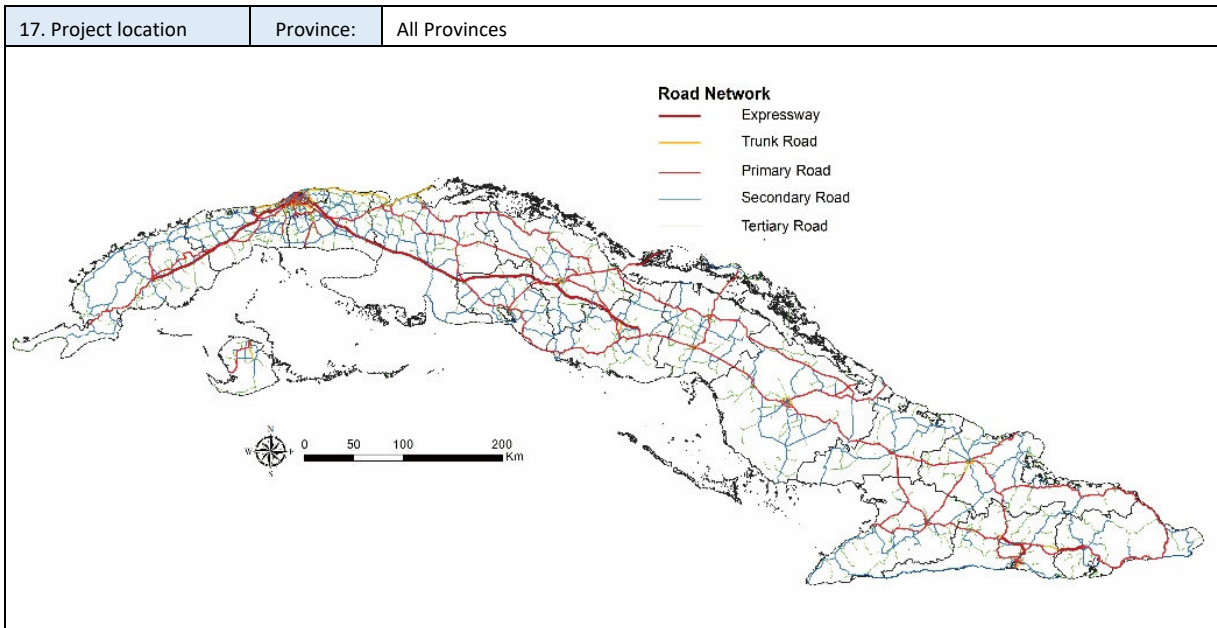 17. Project location Province: All Provinces
Road Network
Expressway
Trunk Road
Primary Road
Secondary Road
Tertiary Road
N
W E
S
0 50 100 200
Km